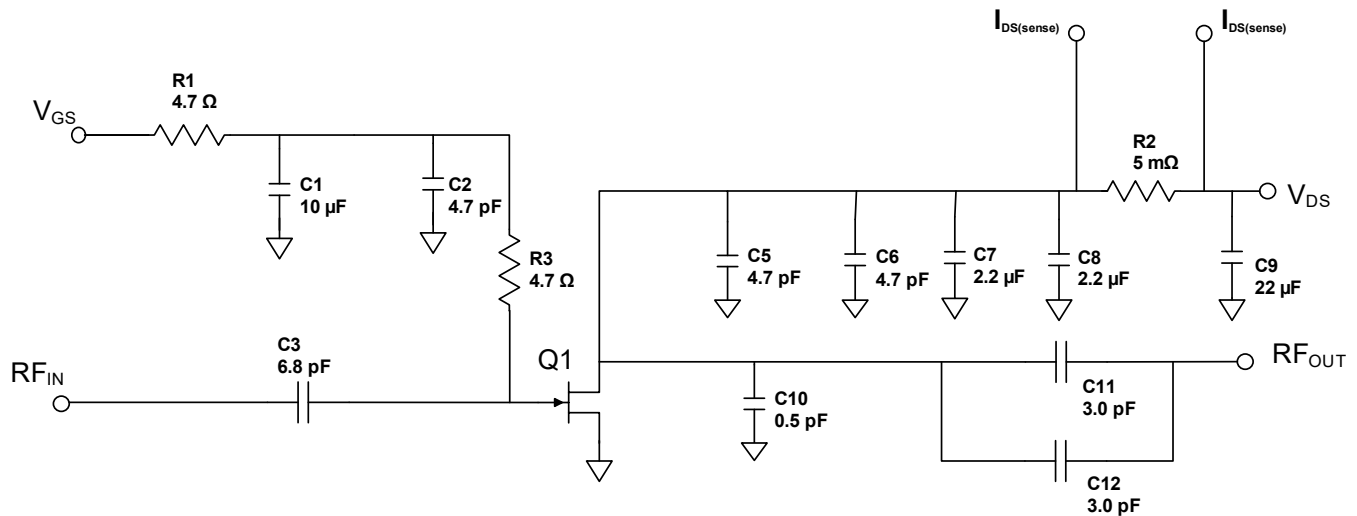 I_DS(sense) I_DS(sense)
R1
4.7 Ω
V_GS
R2
5 mΩ
C1
10 µF
C2
4.7 pF
V_DS
R3
4.7 Ω
C5
4.7 pF
C6
4.7 pF
C7
2.2 µF
C8
2.2 µF
C9
22 µF
C3
6.8 pF
Q1
RF_IN
RF_OUT
C10
0.5 pF
C11
3.0 pF
C12
3.0 pF